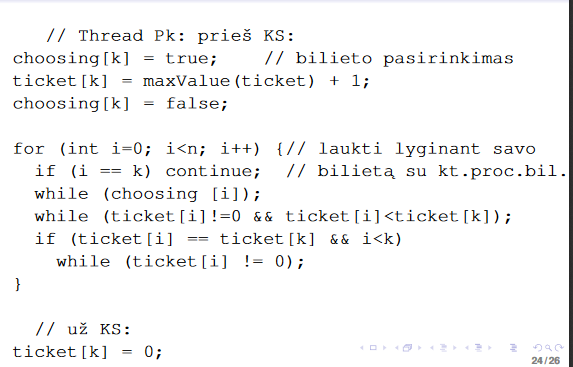 // Thread Pk: prieš KS:
choosing[k] = true;    // bilieto pasirinkimas
ticket[k] = maxValue(ticket) + 1;
choosing[k] = false;
for (int i=0; i<n; i++) {// laukti lyginant savo
if (i == k) continue;  // bilietą su kt.proc.bil.
while (choosing [i]);
while (ticket[i]!=0 && ticket[i]<ticket[k]);
if (ticket[i] == ticket[k] && i<k)
while (ticket[i] != 0);
}
// už KS:
ticket[k] = 0;
24/26